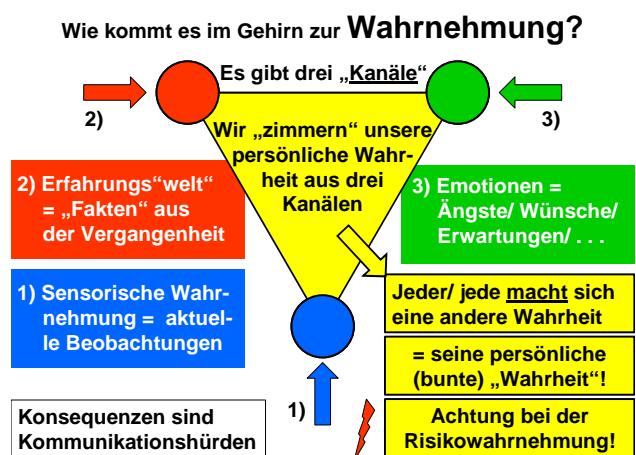 Wie kommt es im Gehirn zur Wahrnehmung?
Es gibt drei „Kanäle“
2)
3)
Wir „zimmern“ unsere
persönliche Wahr-
heit aus drei
Kanälen
2) Erfahrungs“welt“
= „Fakten“ aus
der Vergangenheit
3) Emotionen =
Ängste/ Wünsche/
Erwartungen/ . . .
1) Sensorische Wahr-
nehmung = aktuel-
le Beobachtungen
Jeder/ jede macht sich
eine andere Wahrheit
= seine persönliche
(bunte) „Wahrheit“!
1)
Konsequenzen sind
Kommunikationshürden
Achtung bei der
Risikowahrnehmung!